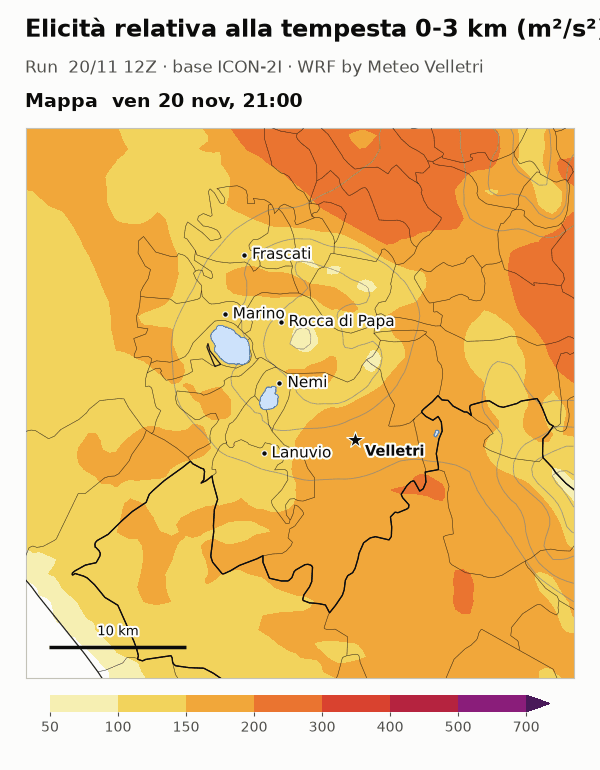 Elicità relativa alla tempesta 0-3 km (m²/s²)
Run 20/11 12Z · base ICON-2I · WRF by Meteo Velletri
Mappa ven 20 nov, 21:00
Frascati
Marino
Rocca di Papa
Nemi
Velletri
Lanuvio
10 km
50 100 150 200 300 400 500 700